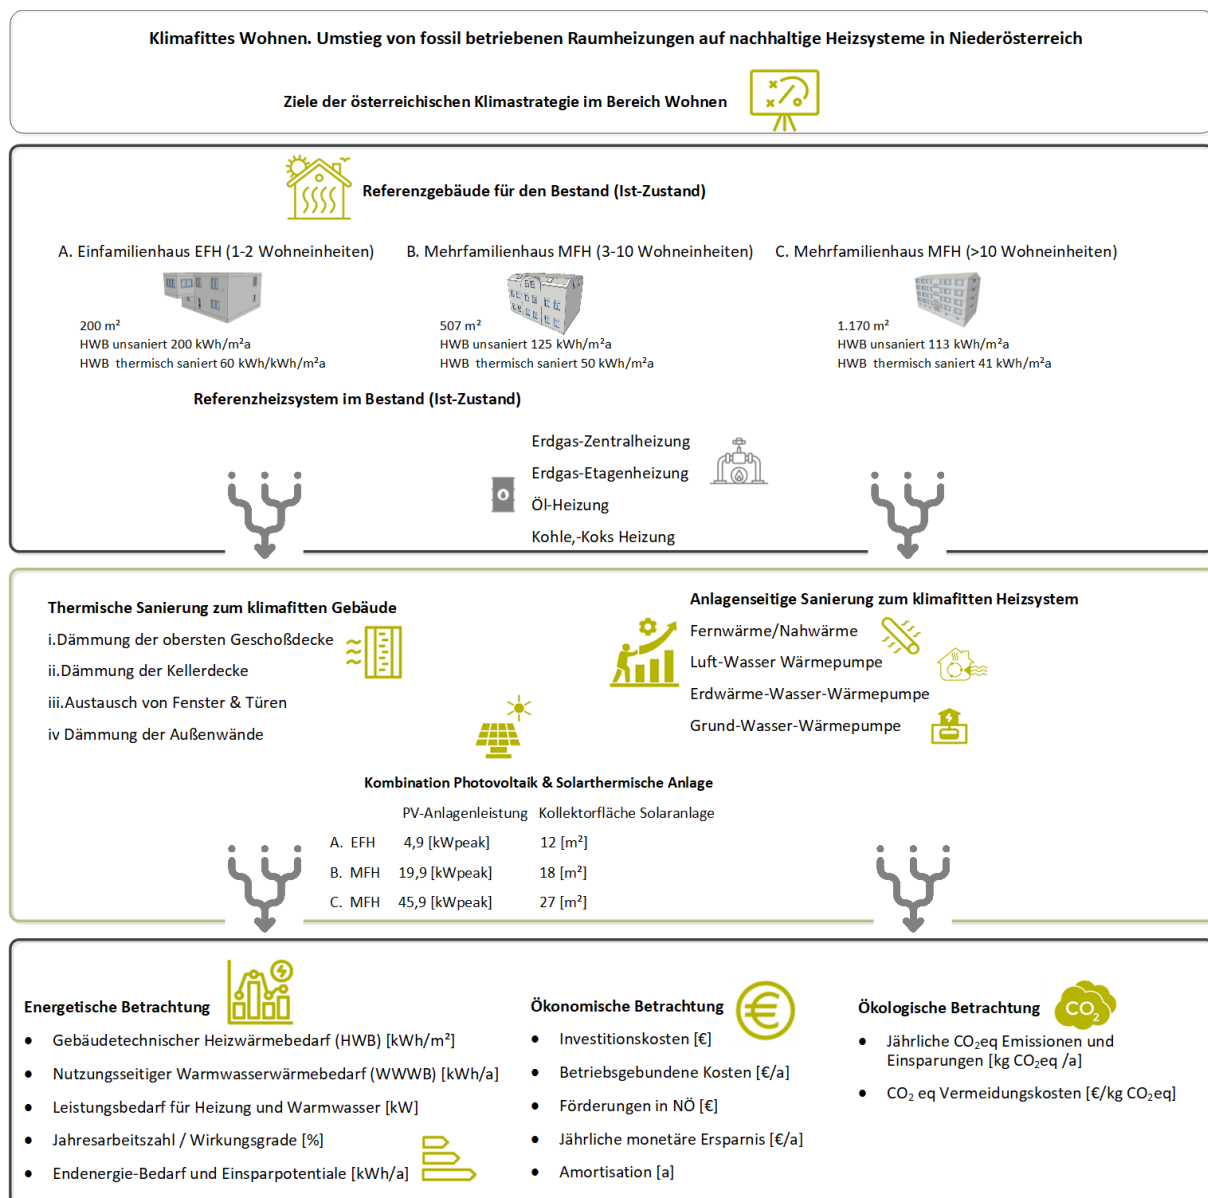 Klimafittes Wohnen. Umstieg von fossil betriebenen Raumheizungen auf nachhaltige Heizsysteme in Niederösterreich
Ziele der österreichischen Klimastrategie im Bereich Wohnen
Referenzgebäude für den Bestand (Ist-Zustand)
A. Einfamilienhaus EFH (1-2 Wohneinheiten)
200 m²
HWB unsaniert 200 kWh/m²a
HWB thermisch saniert 60 kWh/kWh/m²a
B. Mehrfamilienhaus MFH (3-10 Wohneinheiten)
507 m²
HWB unsaniert 125 kWh/m²a
HWB thermisch saniert 50 kWh/m²a
C. Mehrfamilienhaus MFH (>10 Wohneinheiten)
1.170 m²
HWB unsaniert 113 kWh/m²a
HWB thermisch saniert 41 kWh/m²a
Referenzheizsystem im Bestand (Ist-Zustand)
Erdgas-Zentralheizung
Erdgas-Etagenheizung
Öl-Heizung
Kohle,-Koks Heizung
Thermische Sanierung zum klimafitten Gebäude
i.Dämmung der obersten Geschoßdecke
ii.Dämmung der Kellerdecke
iii.Austausch von Fenster & Türen
iv Dämmung der Außenwände
Anlagenseitige Sanierung zum klimafitten Heizsystem
Fernwärme/Nahwärme
Luft-Wasser Wärmepumpe
Erdwärme-Wasser-Wärmepumpe
Grund-Wasser-Wärmepumpe
Kombination Photovoltaik & Solarthermische Anlage
PV-Anlagenleistung Kollektorfläche Solaranlage
A. EFH 4,9 [kWpeak] 12 [m²]
B. MFH 19,9 [kWpeak] 18 [m²]
C. MFH 45,9 [kWpeak] 27 [m²]
Energetische Betrachtung
● Gebäudetechnischer Heizwärmebedarf (HWB) [kWh/m²]
● Nutzungsseitiger Warmwasserwärmebedarf (WWWB) [kWh/a]
● Leistungsbedarf für Heizung und Warmwasser [kW]
● Jahresarbeitszahl / Wirkungsgrade [%]
● Endenergie-Bedarf und Einsparpotentiale [kWh/a]
Ökonomische Betrachtung
● Investitionskosten [€]
● Betriebsgebundene Kosten [€/a]
● Förderungen in NÖ [€]
● Jährliche monetäre Ersparnis [€/a]
● Amortisation [a]
Ökologische Betrachtung
CO₂
● Jährliche CO₂eq Emissionen und
Einsparungen [kg CO₂eq /a]
● CO₂ eq Vermeidungskosten [€/kg CO₂eq]